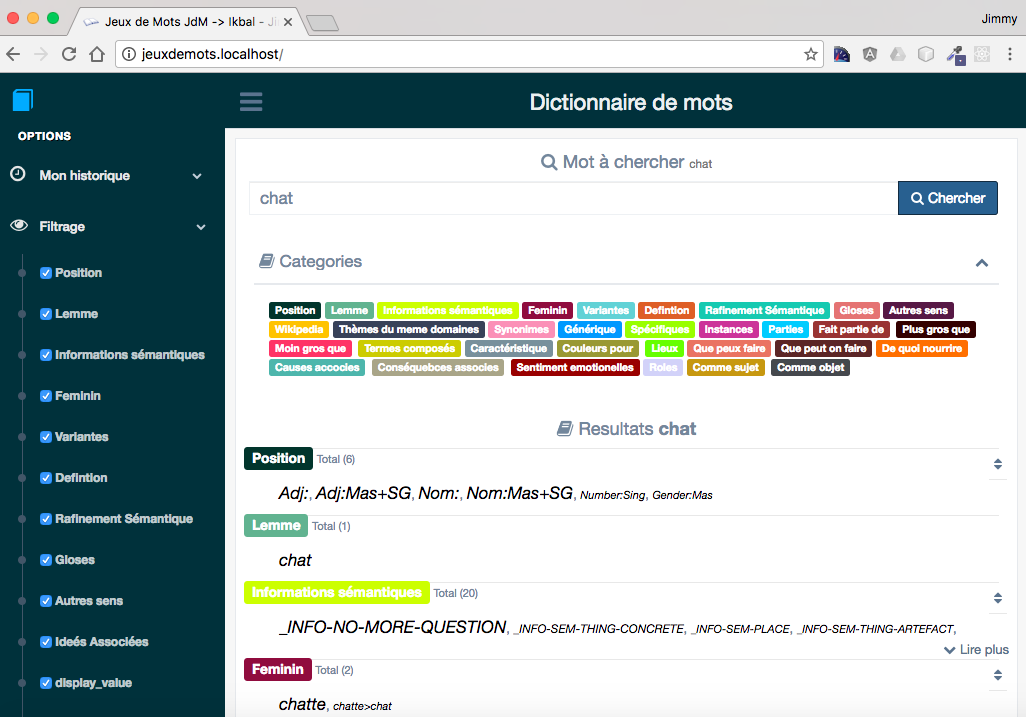 Jeux de Mots JdM -> Ikbal - Ji
Jimmy
jeuxdemots.localhost/
Dictionnaire de mots
OPTIONS
Mon historique
Filtrage
Position
Lemme
Informations sémantiques
Feminin
Variantes
Defintion
Rafinement Sémantique
Gloses
Autres sens
Ideés Associées
display_value
Mot à chercher chat
chat
Chercher
Categories
Position Lemme Informations sémantiques Feminin Variantes Defintion Rafinement Sémantique Gloses Autres sens
Wikipedia Thèmes du meme domaines Synonimes Générique Spécifiques Instances Parties Fait partie de Plus gros que
Moin gros que Termes composés Caractéristique Couleurs pour Lieux Que peux faire Que peut on faire De quoi nourrire
Causes accocies Conséquebces associes Sentiment emotionelles Roles Comme sujet Comme objet
Resultats chat
Position Total (6)
Adj:, Adj:Mas+SG, Nom:, Nom:Mas+SG, Number:Sing, Gender:Mas
Lemme Total (1)
chat
Informations sémantiques Total (20)
_INFO-NO-MORE-QUESTION, _INFO-SEM-THING-CONCRETE, _INFO-SEM-PLACE, _INFO-SEM-THING-ARTEFACT,
Lire plus
Feminin Total (2)
chatte, chatte>chat